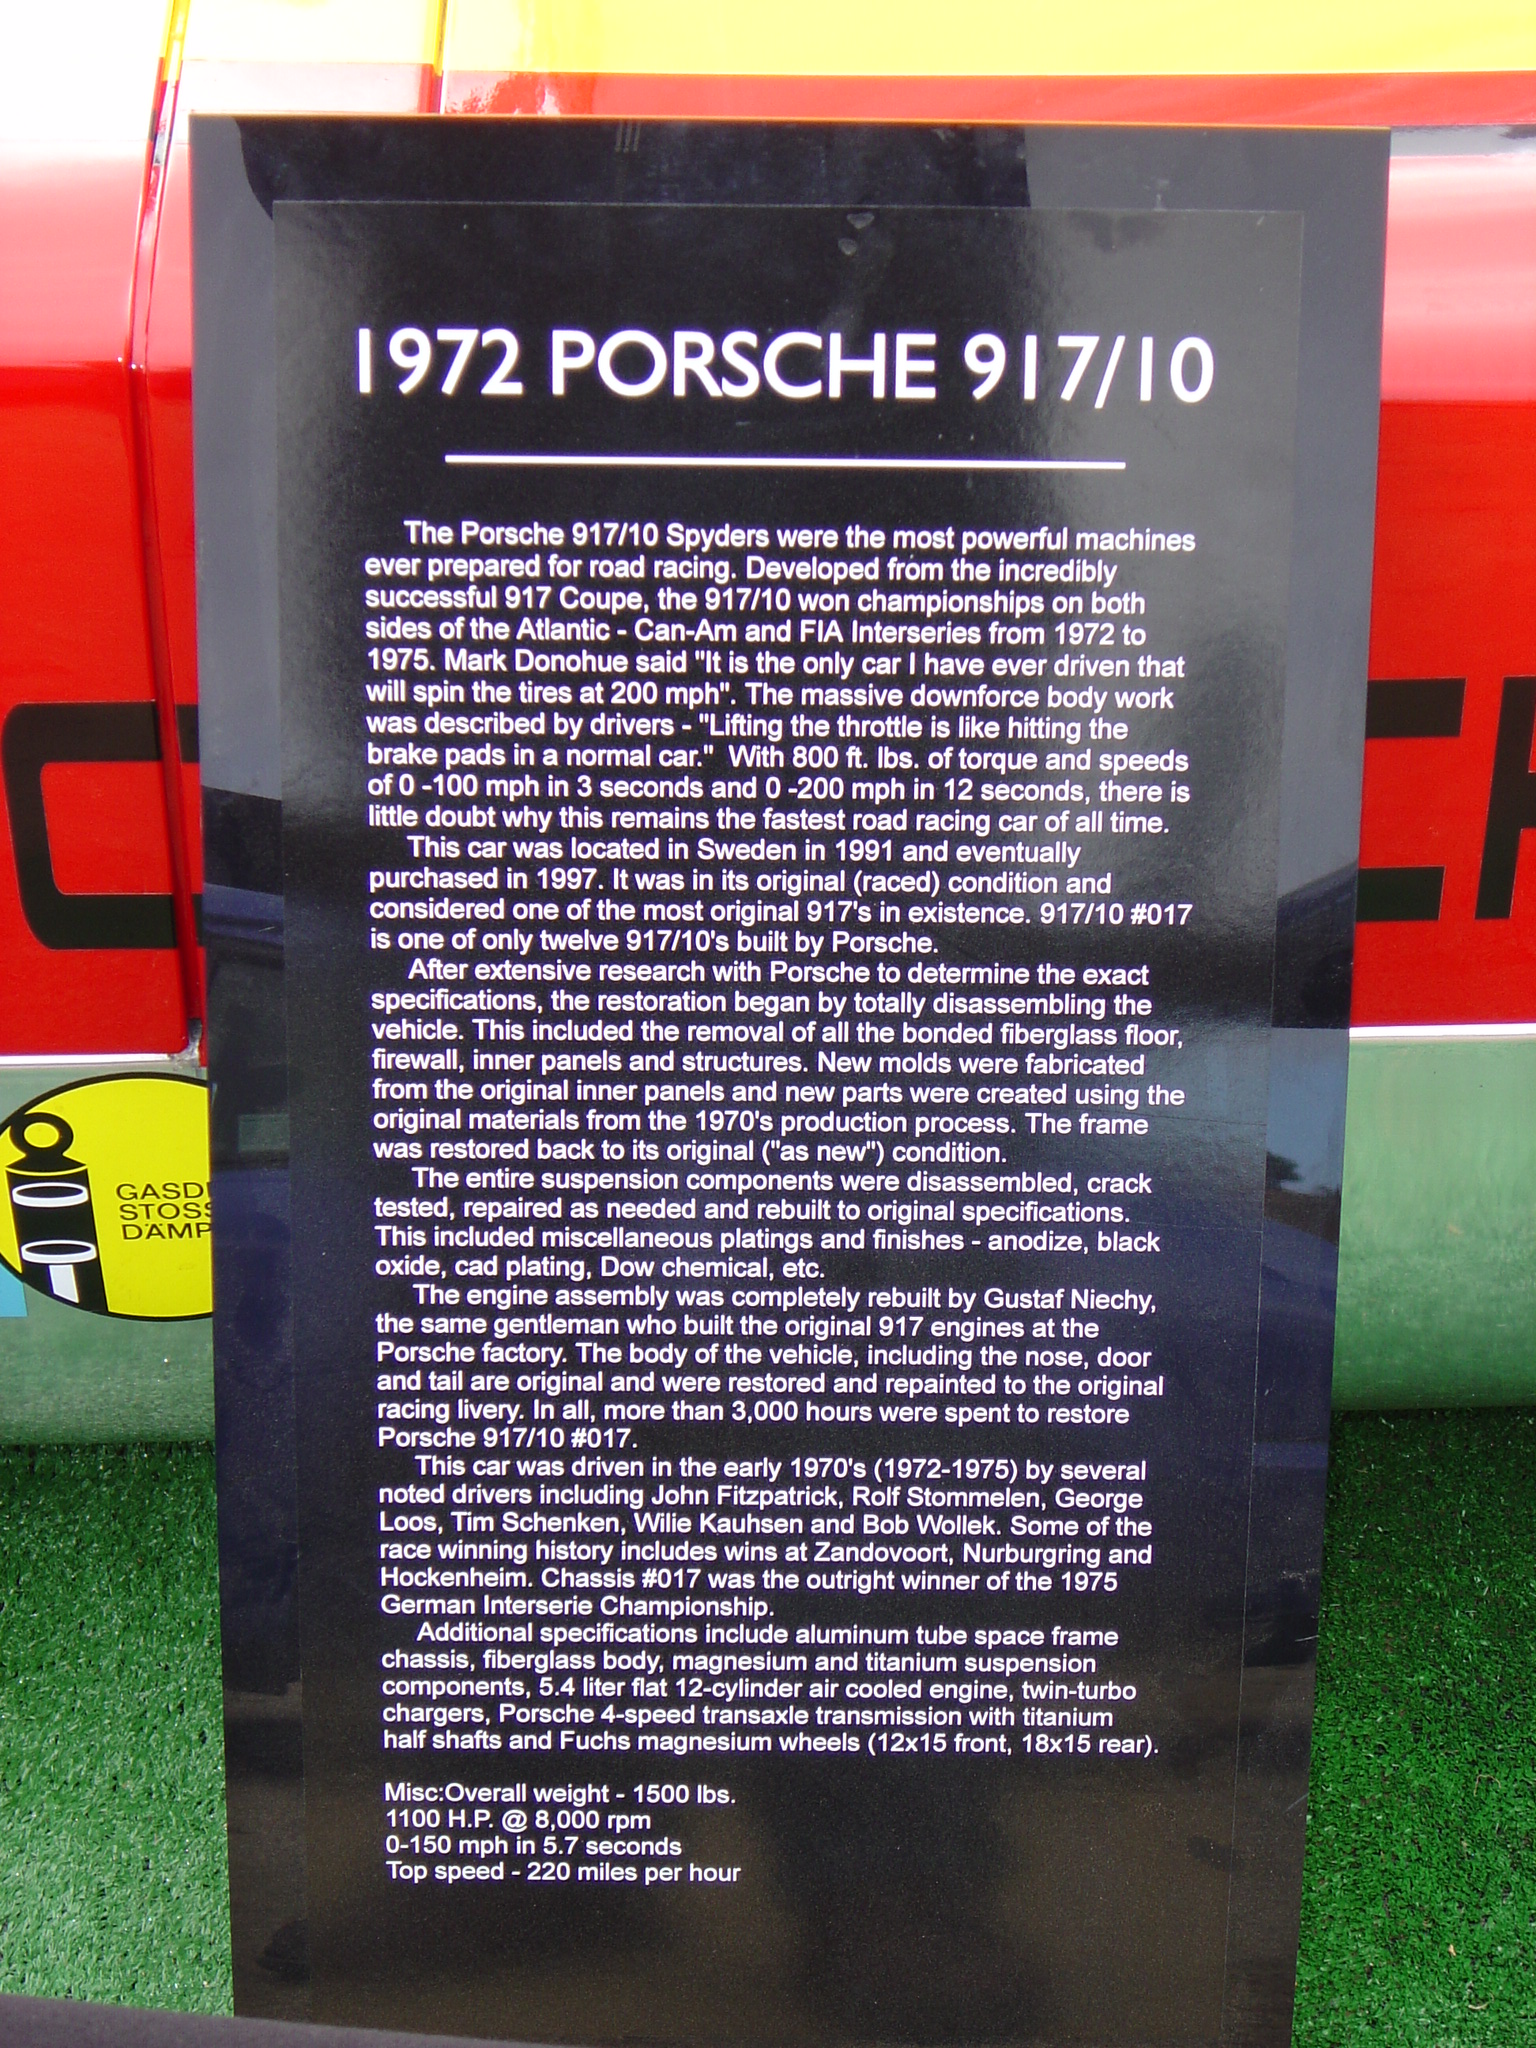 1972 PORSCHE 917/10
The Porsche 917/10 Spyders were the most powerful machines
ever prepared for road racing. Developed from the incredibly
successful 917 Coupe, the 917/10 won championships on both
sides of the Atlantic - Can-Am and FIA Interseries from 1972 to
1975. Mark Donohue said "It is the only car I have ever driven that
will spin the tires at 200 mph". The massive downforce body work
was described by drivers - "Lifting the throttle is like hitting the
brake pads in a normal car." With 800 ft. lbs. of torque and speeds
of 0 -100 mph in 3 seconds and 0 -200 mph in 12 seconds, there is
little doubt why this remains the fastest road racing car of all time.
This car was located in Sweden in 1991 and eventually
purchased in 1997. It was in its original (raced) condition and
considered one of the most original 917's in existence. 917/10 #017
is one of only twelve 917/10's built by Porsche.
After extensive research with Porsche to determine the exact
specifications, the restoration began by totally disassembling the
vehicle. This included the removal of all the bonded fiberglass floor,
firewall, inner panels and structures. New molds were fabricated
from the original inner panels and new parts were created using the
original materials from the 1970's production process. The frame
was restored back to its original ("as new") condition.
The entire suspension components were disassembled, crack
tested, repaired as needed and rebuilt to original specifications.
This included miscellaneous platings and finishes - anodize, black
oxide, cad plating, Dow chemical, etc.
The engine assembly was completely rebuilt by Gustaf Niechy,
the same gentleman who built the original 917 engines at the
Porsche factory. The body of the vehicle, including the nose, door
and tail are original and were restored and repainted to the original
racing livery. In all, more than 3,000 hours were spent to restore
Porsche 917/10 #017.
This car was driven in the early 1970's (1972-1975) by several
noted drivers including John Fitzpatrick, Rolf Stommelen, George
Loos, Tim Schenken, Wilie Kauhsen and Bob Wollek. Some of the
race winning history includes wins at Zandovoort, Nurburgring and
Hockenheim. Chassis #017 was the outright winner of the 1975
German Interserie Championship.
Additional specifications include aluminum tube space frame
chassis, fiberglass body, magnesium and titanium suspension
components, 5.4 liter flat 12-cylinder air cooled engine, twin-turbo
chargers, Porsche 4-speed transaxle transmission with titanium
half shafts and Fuchs magnesium wheels (12x15 front, 18x15 rear).
Misc:Overall weight - 1500 lbs.
1100 H.P. @ 8,000 rpm
0-150 mph in 5.7 seconds
Top speed - 220 miles per hour
GASD
STOSS
DÄMP